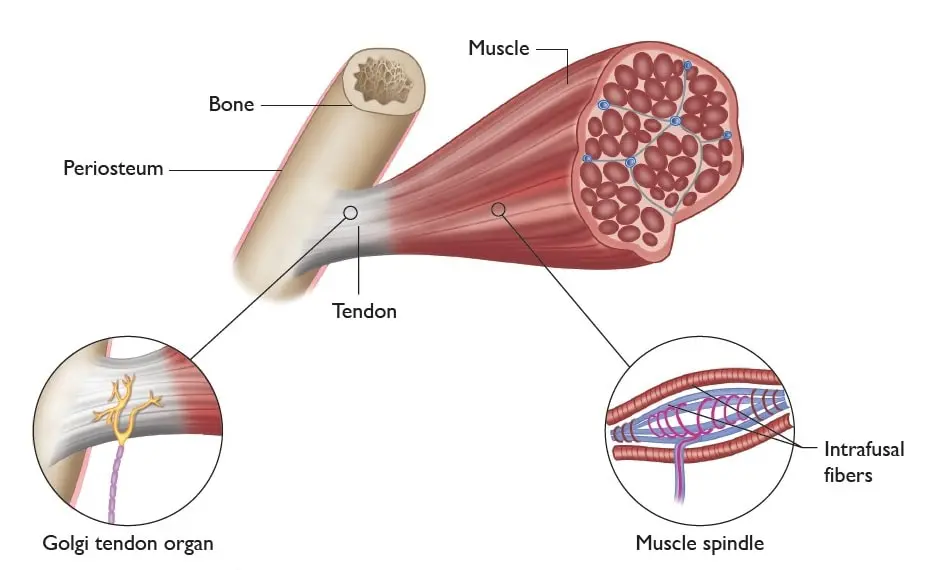 Muscle
Bone
Periosteum
Tendon
Intrafusal
fibers
Golgi tendon organ
Muscle spindle